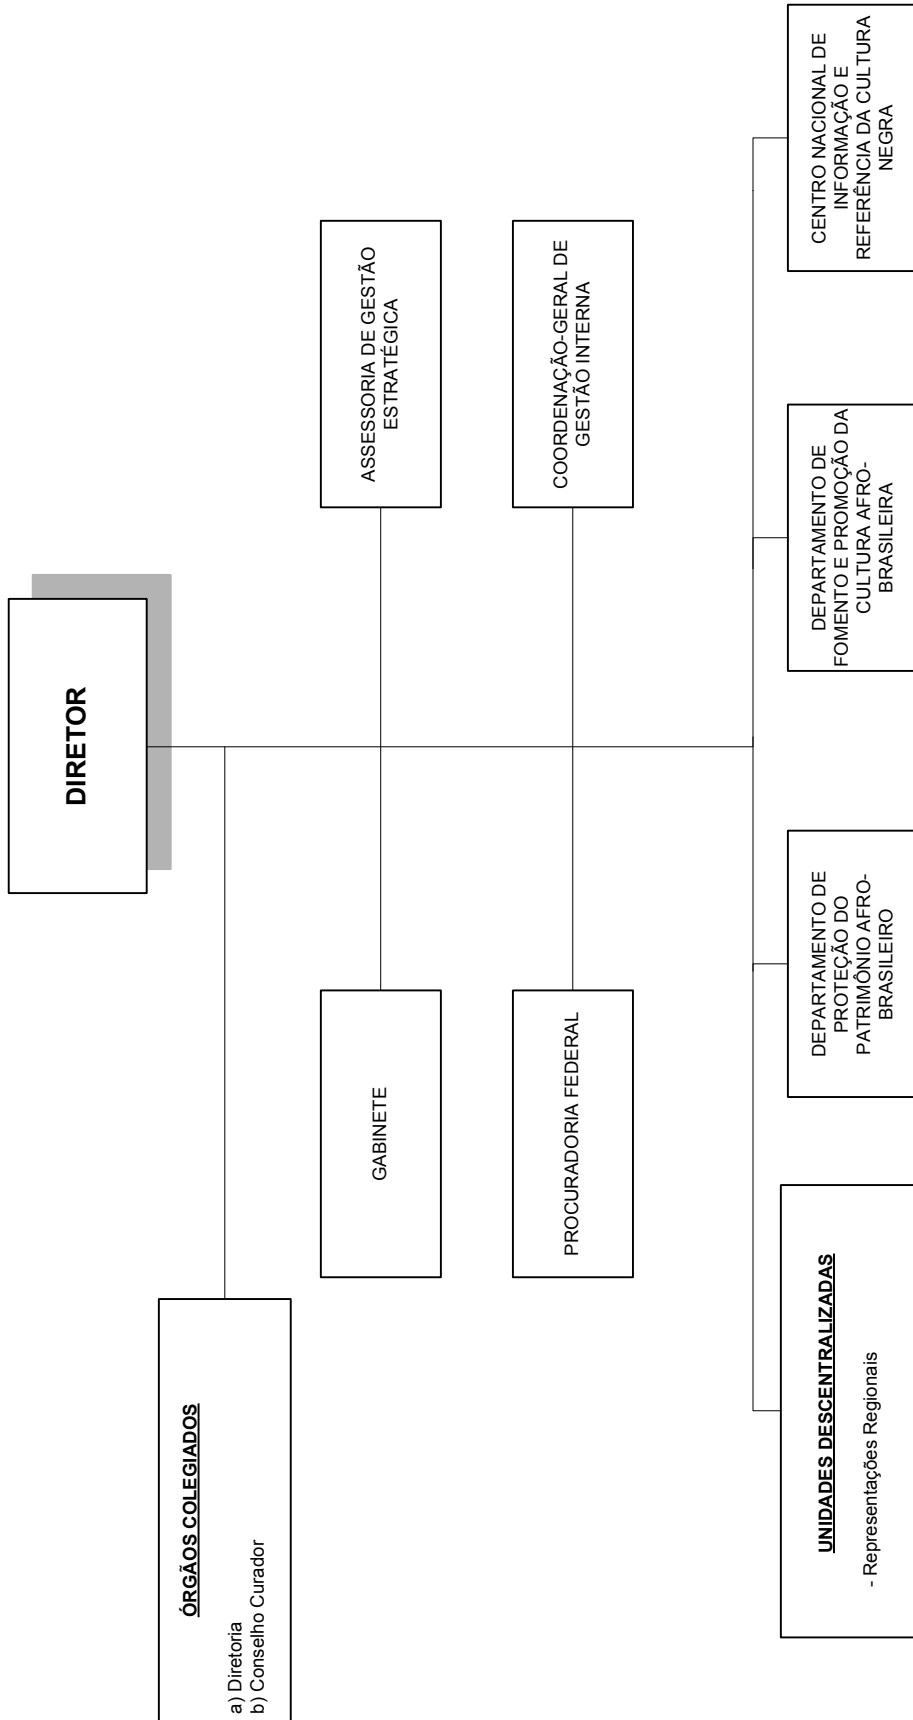 DIRETOR
ÓRGÃOS COLEGIADOS
a) Diretoria
b) Conselho Curador
GABINETE
ASSESSORIA DE GESTÃO
ESTRATÉGICA
PROCURADORIA FEDERAL
COORDENAÇÃO-GERAL DE
GESTÃO INTERNA
UNIDADES DESCENTRALIZADAS
- Representações Regionais
DEPARTAMENTO DE
PROTEÇÃO DO
PATRIMÔNIO AFRO-
BRASILEIRO
DEPARTAMENTO DE
FOMENTO E PROMOÇÃO DA
CULTURA AFRO-
BRASILEIRA
CENTRO NACIONAL DE
INFORMAÇÃO E
REFERÊNCIA DA CULTURA
NEGRA